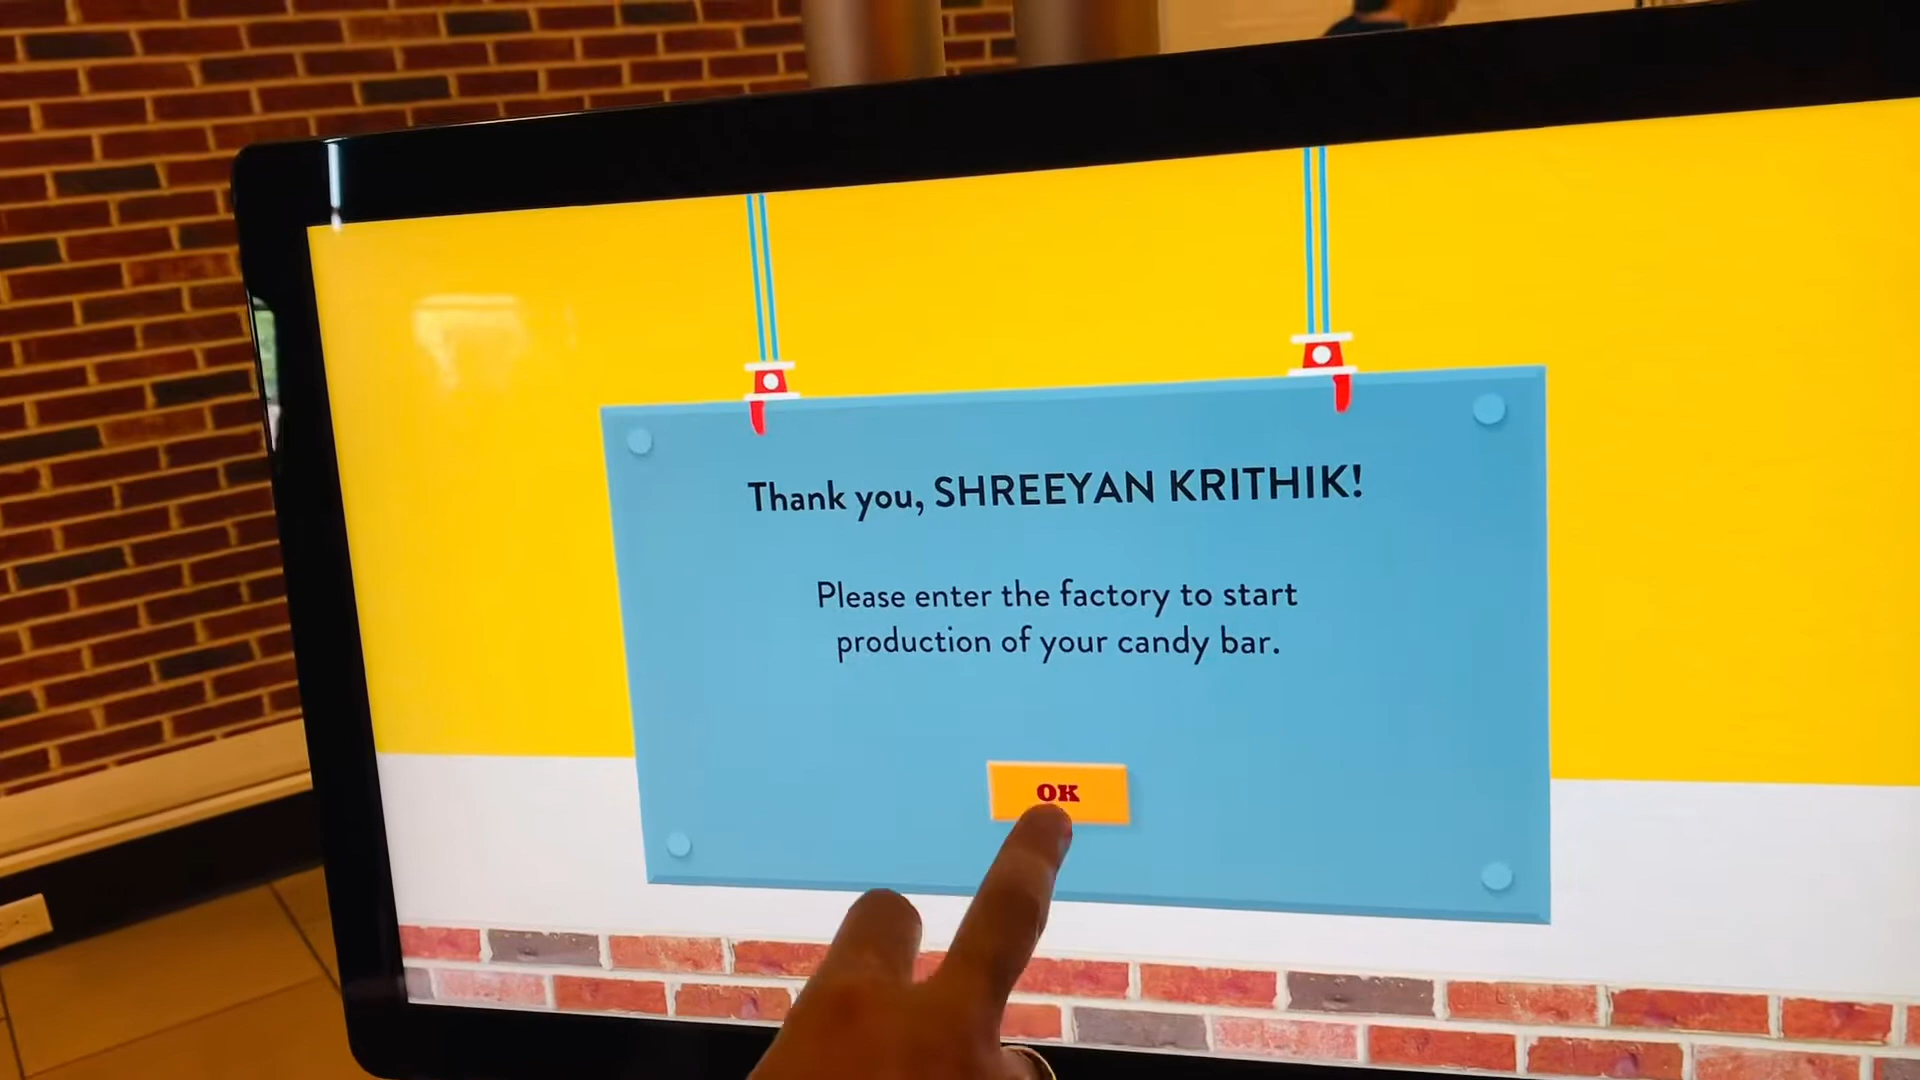 Thank you, SHREEYAN KRITHIK!
Please enter the factory to start
production of your candy bar.
OK